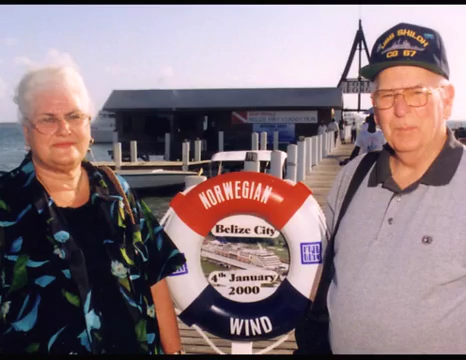 USS SHILOH
CG 67
NORWEGIAN
Belize City
4th January
2000
WIND